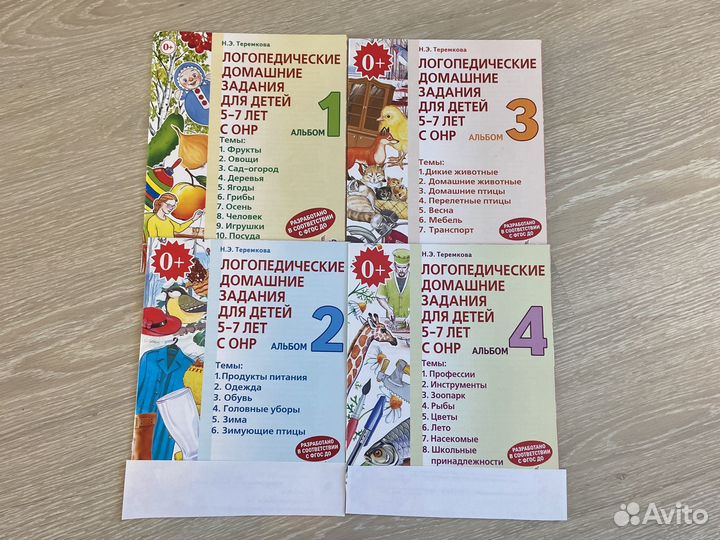 0+
Н.Э. Теремкова
ЛОГОПЕДИЧЕСКИЕ
ДОМАШНИЕ
ЗАДАНИЯ
ДЛЯ ДЕТЕЙ
5–7 ЛЕТ
С ОНР
АЛЬБОМ 1
Темы:
1. Фрукты
2. Овощи
3. Сад-огород
4. Деревья
5. Ягоды
6. Грибы
7. Осень
8. Человек
9. Игрушки
10. Посуда
РАЗРАБОТАНО
В СООТВЕТСТВИИ
С ФГОС ДО
0+
Н.Э. Теремкова
ЛОГОПЕДИЧЕСКИЕ
ДОМАШНИЕ
ЗАДАНИЯ
ДЛЯ ДЕТЕЙ
5–7 ЛЕТ
С ОНР
АЛЬБОМ 3
Темы:
1.Дикие животные
2. Домашние животные
3. Домашние птицы
4. Перелетные птицы
5. Весна
6. Мебель
7. Транспорт
РАЗРАБОТАНО
В СООТВЕТСТВИИ
С ФГОС ДО
0+
Н.Э. Теремкова
ЛОГОПЕДИЧЕСКИЕ
ДОМАШНИЕ
ЗАДАНИЯ
ДЛЯ ДЕТЕЙ
5–7 ЛЕТ
С ОНР
АЛЬБОМ 2
Темы:
1.Продукты питания
2. Одежда
3. Обувь
4. Головные уборы
5. Зима
6. Зимующие птицы
РАЗРАБОТАНО
В СООТВЕТСТВИИ
С ФГОС ДО
0+
Н.Э. Теремкова
ЛОГОПЕДИЧЕСКИЕ
ДОМАШНИЕ
ЗАДАНИЯ
ДЛЯ ДЕТЕЙ
5–7 ЛЕТ
С ОНР
АЛЬБОМ 4
Темы:
1. Профессии
2. Инструменты
3. Зоопарк
4. Рыбы
5. Цветы
6. Лето
7. Насекомые
8. Школьные
принадлежности
РАЗРАБОТАНО
В СООТВЕТСТВИИ
С ФГОС ДО
Avito